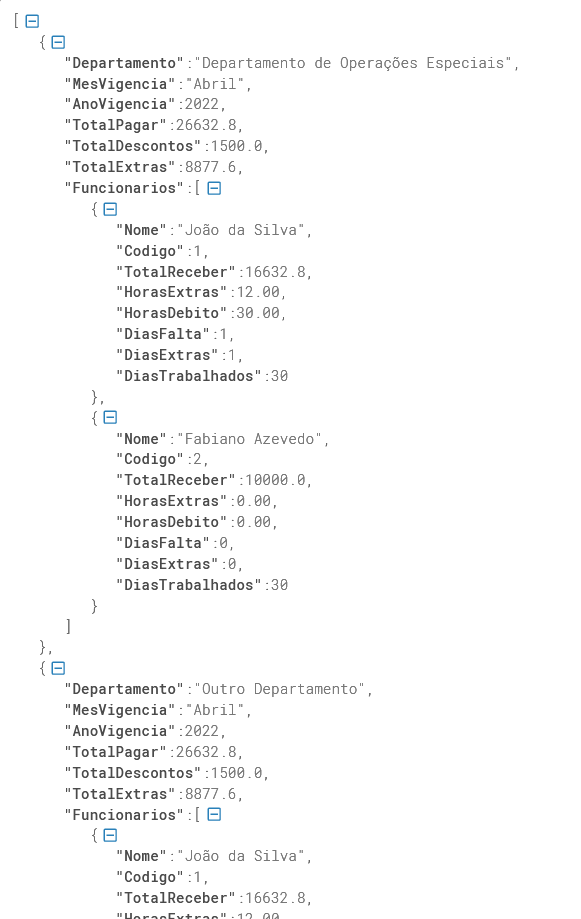 [
{
"Departamento":"Departamento de Operações Especiais",
"MesVigencia":"Abril",
"AnoVigencia":2022,
"TotalPagar":26632.8,
"TotalDescontos":1500.0,
"TotalExtras":8877.6,
"Funcionarios":[
{
"Nome":"João da Silva",
"Codigo":1,
"TotalReceber":16632.8,
"HorasExtras":12.00,
"HorasDebito":30.00,
"DiasFalta":1,
"DiasExtras":1,
"DiasTrabalhados":30
},
{
"Nome":"Fabiano Azevedo",
"Codigo":2,
"TotalReceber":10000.0,
"HorasExtras":0.00,
"HorasDebito":0.00,
"DiasFalta":0,
"DiasExtras":0,
"DiasTrabalhados":30
}
]
},
{
"Departamento":"Outro Departamento",
"MesVigencia":"Abril",
"AnoVigencia":2022,
"TotalPagar":26632.8,
"TotalDescontos":1500.0,
"TotalExtras":8877.6,
"Funcionarios":[
{
"Nome":"João da Silva",
"Codigo":1,
"TotalReceber":16632.8,
"HorasExtras":12.00,